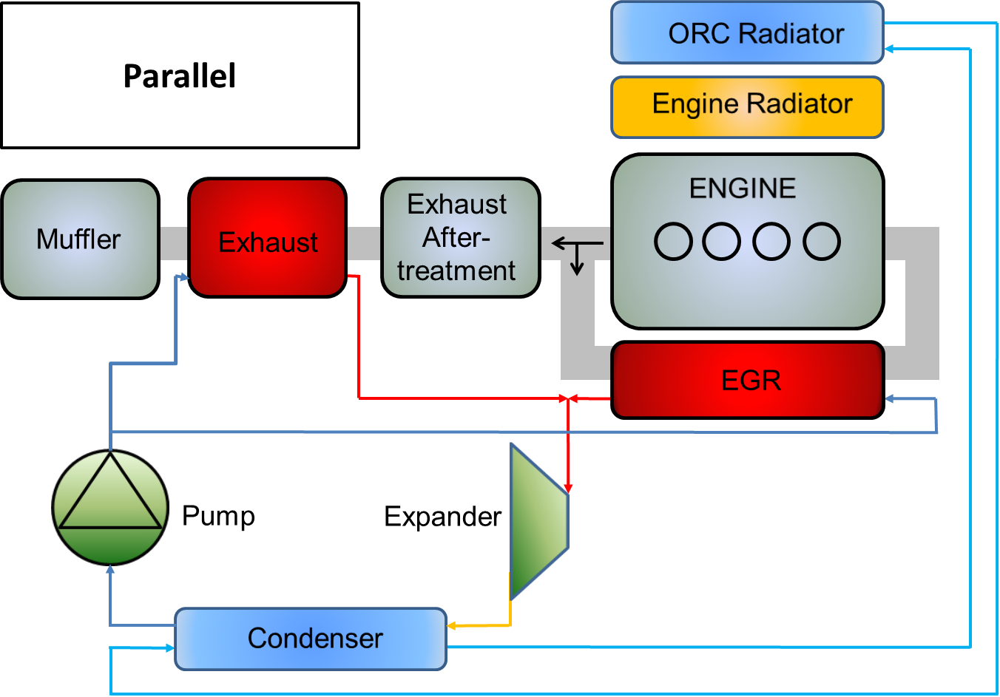 Parallel
ORC Radiator
Engine Radiator
ENGINE
Muffler
Exhaust
Exhaust
After-
treatment
EGR
Pump
Expander
Condenser